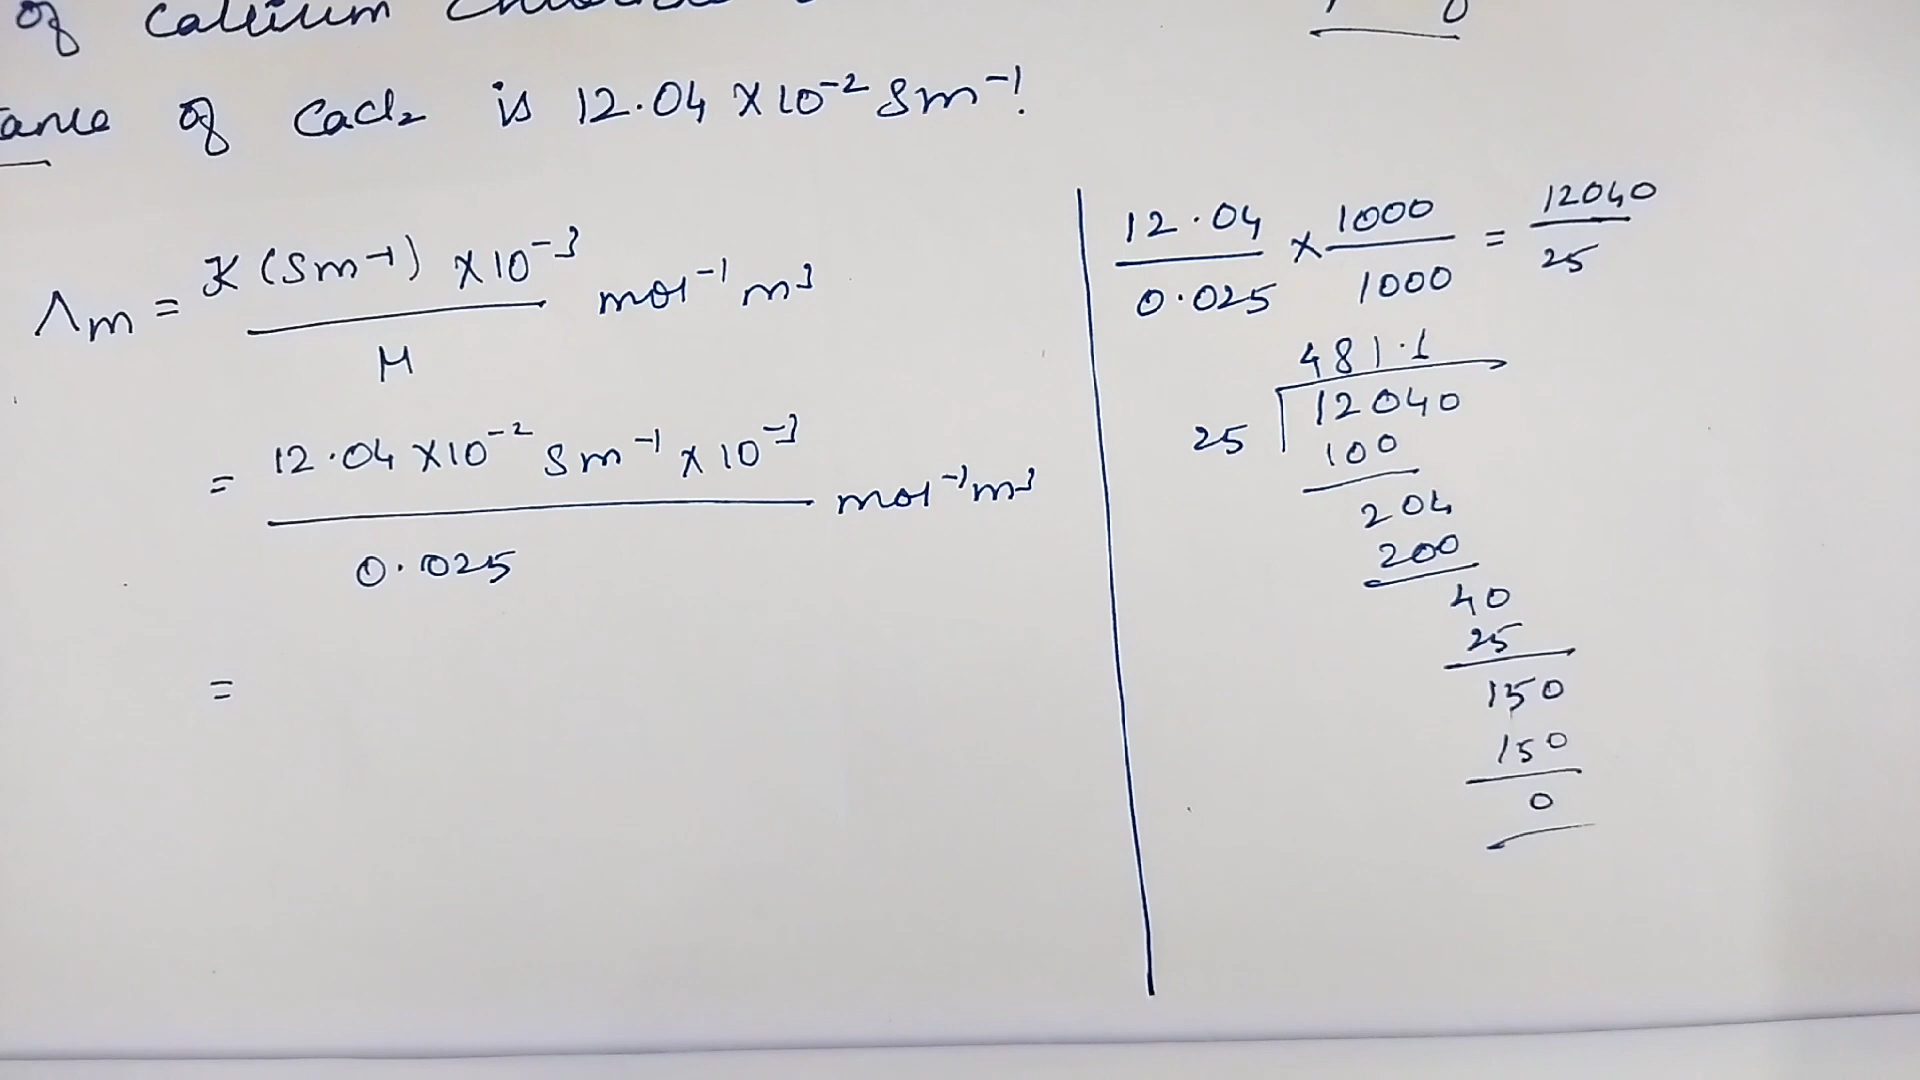 of calcium
of CaCl₂ is 12.04 × 10⁻² Sm⁻¹.
Λm = K (Sm⁻¹) × 10⁻³ / M mol⁻¹ m³
= 12.04 × 10⁻² Sm⁻¹ × 10⁻³ / 0.025 mol⁻¹ m³
=
12.04 / 0.025 × 1000 / 1000 = 12040 / 25
481.1
25 12040
100
204
200
40
25
150
150
0